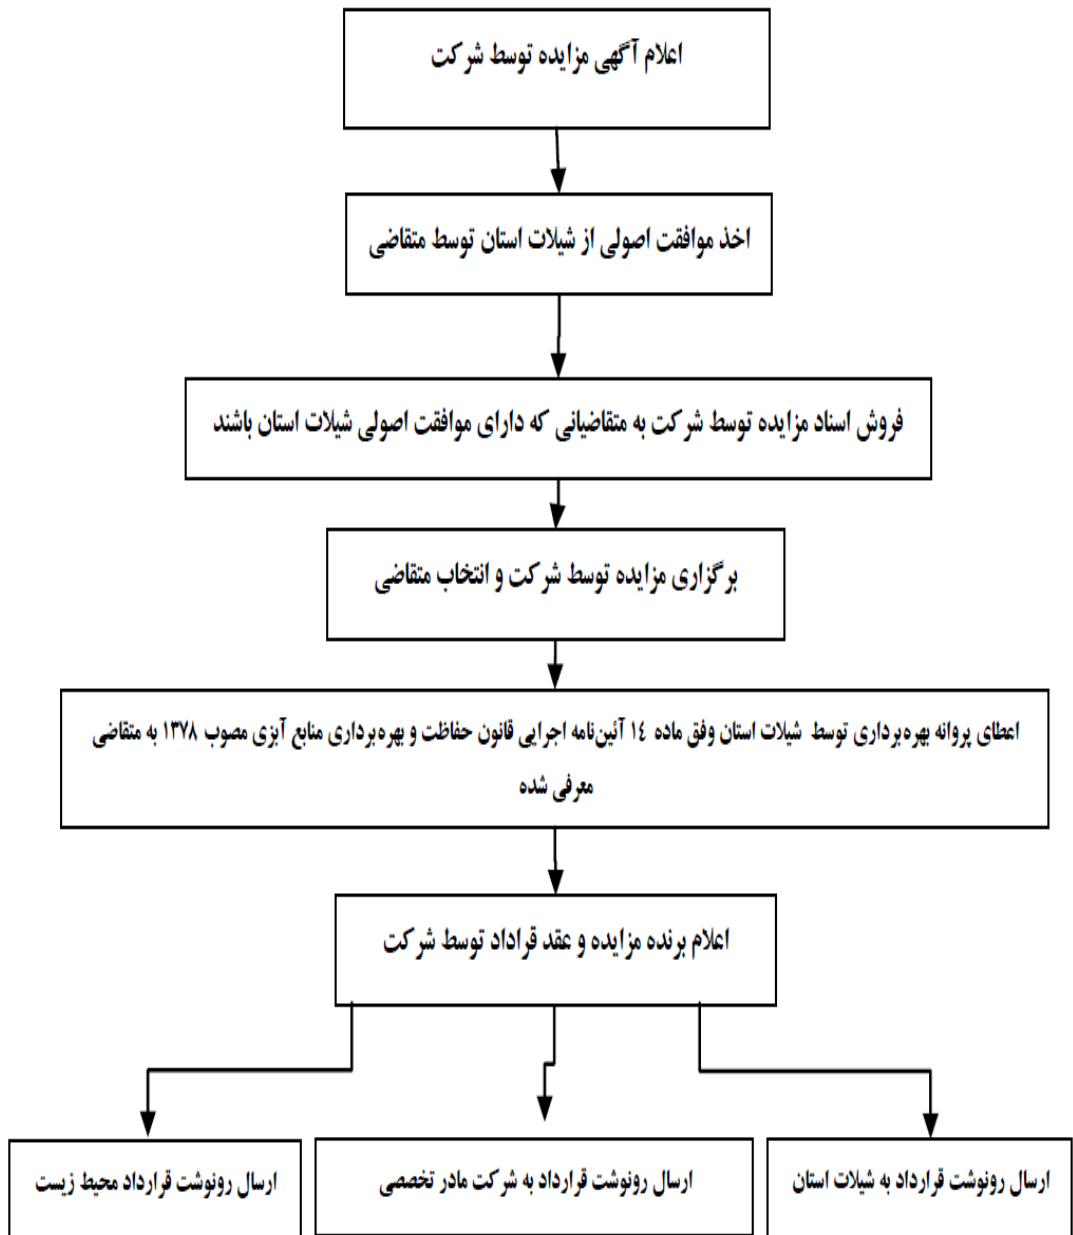 اعلام آگهی مزایده توسط شرکت
اخذ موافقت اصولی از شیلات استان توسط متقاضی
فروش اسناد مزایده توسط شرکت به متقاضیانی که دارای موافقت اصولی شیلات استان باشند
برگزاری مزایده توسط شرکت و انتخاب متقاضی
اعطای پروانه بهره‌برداری توسط شیلات استان وفق ماده ١٤ آئین‌نامه اجرایی قانون حفاظت و بهره‌برداری منابع آبزی مصوب ١٣٧٨ به متقاضی
معرفی شده
اعلام برنده مزایده و عقد قراداد توسط شرکت
ارسال رونوشت قرارداد به شیلات استان
ارسال رونوشت قرارداد به شرکت مادر تخصصی
ارسال رونوشت قرارداد محیط زیست